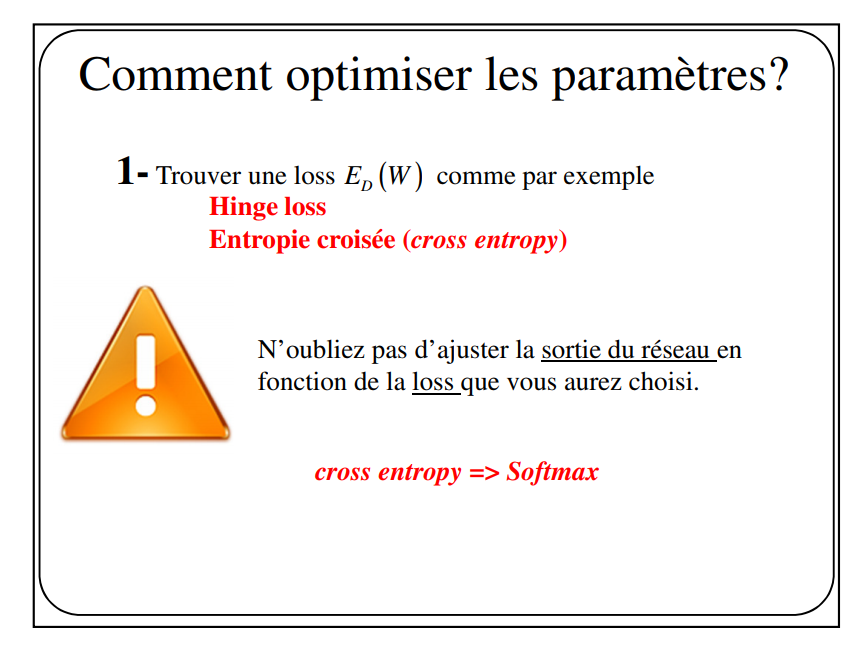 Comment optimiser les paramètres?
1- Trouver une loss E_D(W) comme par exemple
Hinge loss
Entropie croisée (cross entropy)
N’oubliez pas d’ajuster la sortie du réseau en
fonction de la loss que vous aurez choisi.
cross entropy => Softmax